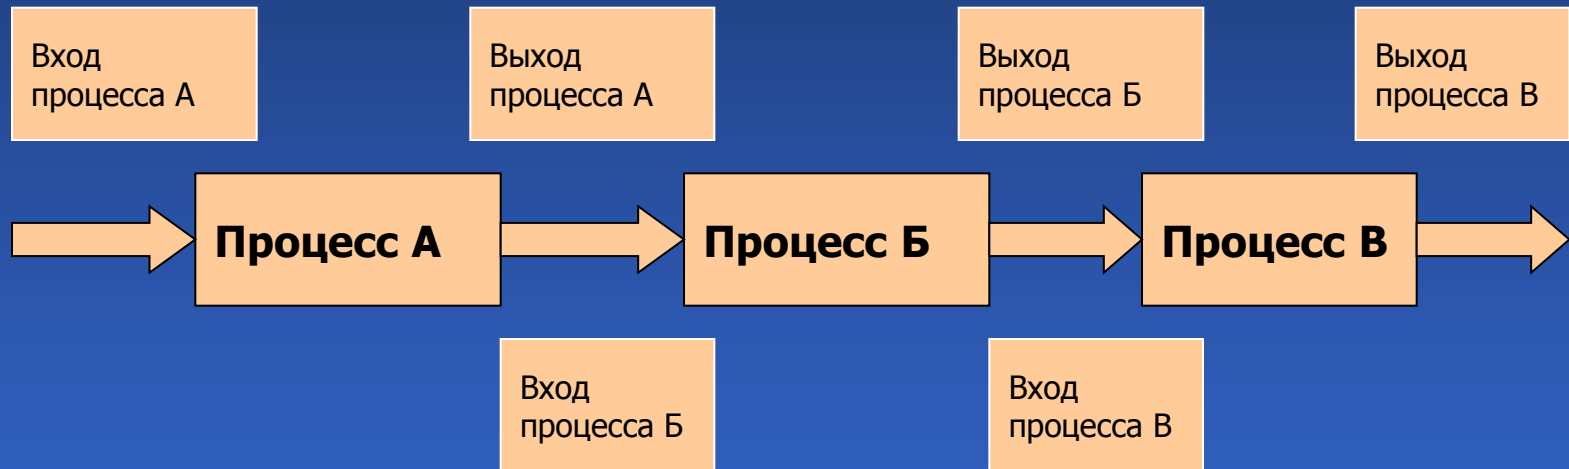 Вход
процесса А
Выход
процесса А
Выход
процесса Б
Выход
процесса В
Процесс А
Процесс Б
Процесс В
Вход
процесса Б
Вход
процесса В